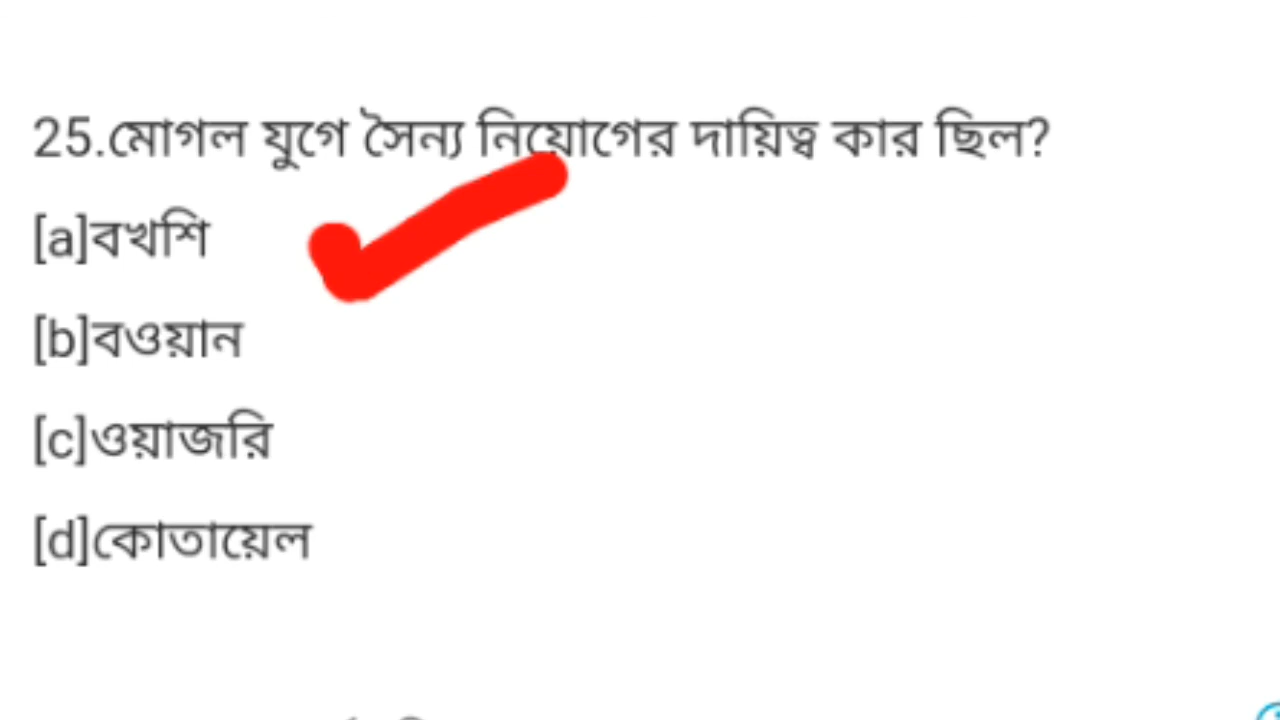 25.মোগল যুগে সৈন্য নিয়োগের দায়িত্ব কার ছিল?
[a]বখশি
[b]বওয়ান
[c]ওয়াজরি
[d]কোতায়েল